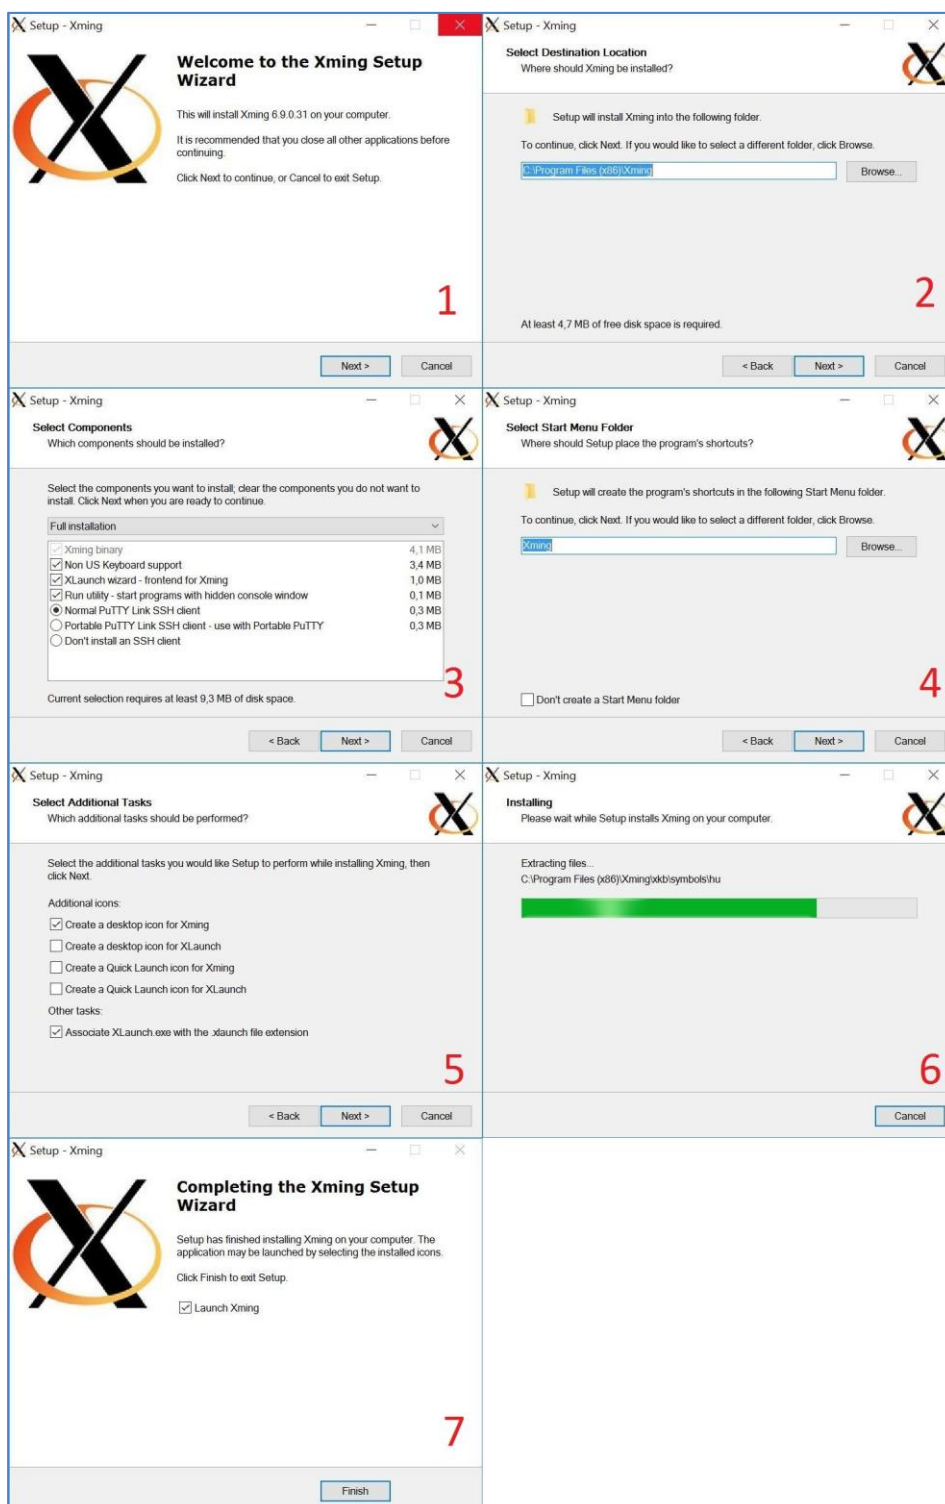 Setup - Xming
Welcome to the Xming Setup
Wizard
This will install Xming 6.9.0.31 on your computer.
It is recommended that you close all other applications before
continuing.
Click Next to continue, or Cancel to exit Setup.
1
Next >
Cancel
Setup - Xming
Select Destination Location
Where should Xming be installed?
Setup will install Xming into the following folder.
To continue, click Next. If you would like to select a different folder, click Browse.
C:\Program Files (x86)\Xming
Browse...
2
At least 4,7 MB of free disk space is required.
< Back
Next >
Cancel
Setup - Xming
Select Components
Which components should be installed?
Select the components you want to install; clear the components you do not want to
install. Click Next when you are ready to continue.
Full installation
Xming binary 4,1 MB
Non US Keyboard support 3,4 MB
XLaunch wizard - frontend for Xming 1,0 MB
Run utility - start programs with hidden console window 0,1 MB
Normal PuTTY Link SSH client 0,3 MB
Portable PuTTY Link SSH client - use with Portable PuTTY 0,3 MB
Don't install an SSH client
3
Current selection requires at least 9,3 MB of disk space.
< Back
Next >
Cancel
Setup - Xming
Select Start Menu Folder
Where should Setup place the program's shortcuts?
Setup will create the program's shortcuts in the following Start Menu folder.
To continue, click Next. If you would like to select a different folder, click Browse.
Xming
Browse...
4
Don't create a Start Menu folder
< Back
Next >
Cancel
Setup - Xming
Select Additional Tasks
Which additional tasks should be performed?
Select the additional tasks you would like Setup to perform while installing Xming, then
click Next.
Additional icons:
Create a desktop icon for Xming
Create a desktop icon for XLaunch
Create a Quick Launch icon for Xming
Create a Quick Launch icon for XLaunch
Other tasks:
Associate XLaunch.exe with the .xlaunch file extension
5
< Back
Next >
Cancel
Setup - Xming
Installing
Please wait while Setup installs Xming on your computer.
Extracting files...
C:\Program Files (x86)\Xming\xkb\symbols\hu
6
Cancel
Setup - Xming
Completing the Xming Setup
Wizard
Setup has finished installing Xming on your computer. The
application may be launched by selecting the installed icons.
Click Finish to exit Setup.
Launch Xming
7
Finish